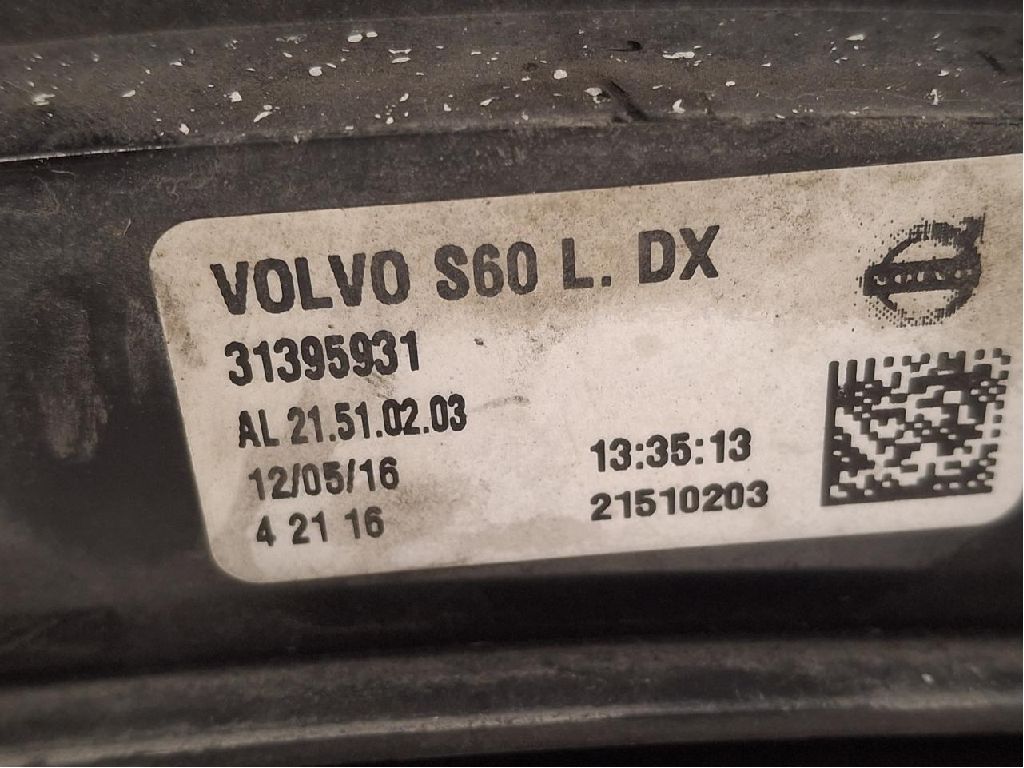 VOLVO S60 L. DX
VOLVO
31395931
AL 21.51.02.03
12/05/16 13:35:13
4 21 16 21510203